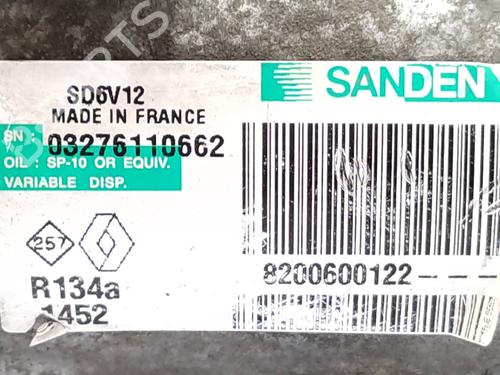 SANDEN
SD6V12
MADE IN FRANCE
SN : 03276110662
OIL : SP-10 OR EQUIV.
VARIABLE DISP.
257
R134a
1452
8200600122---